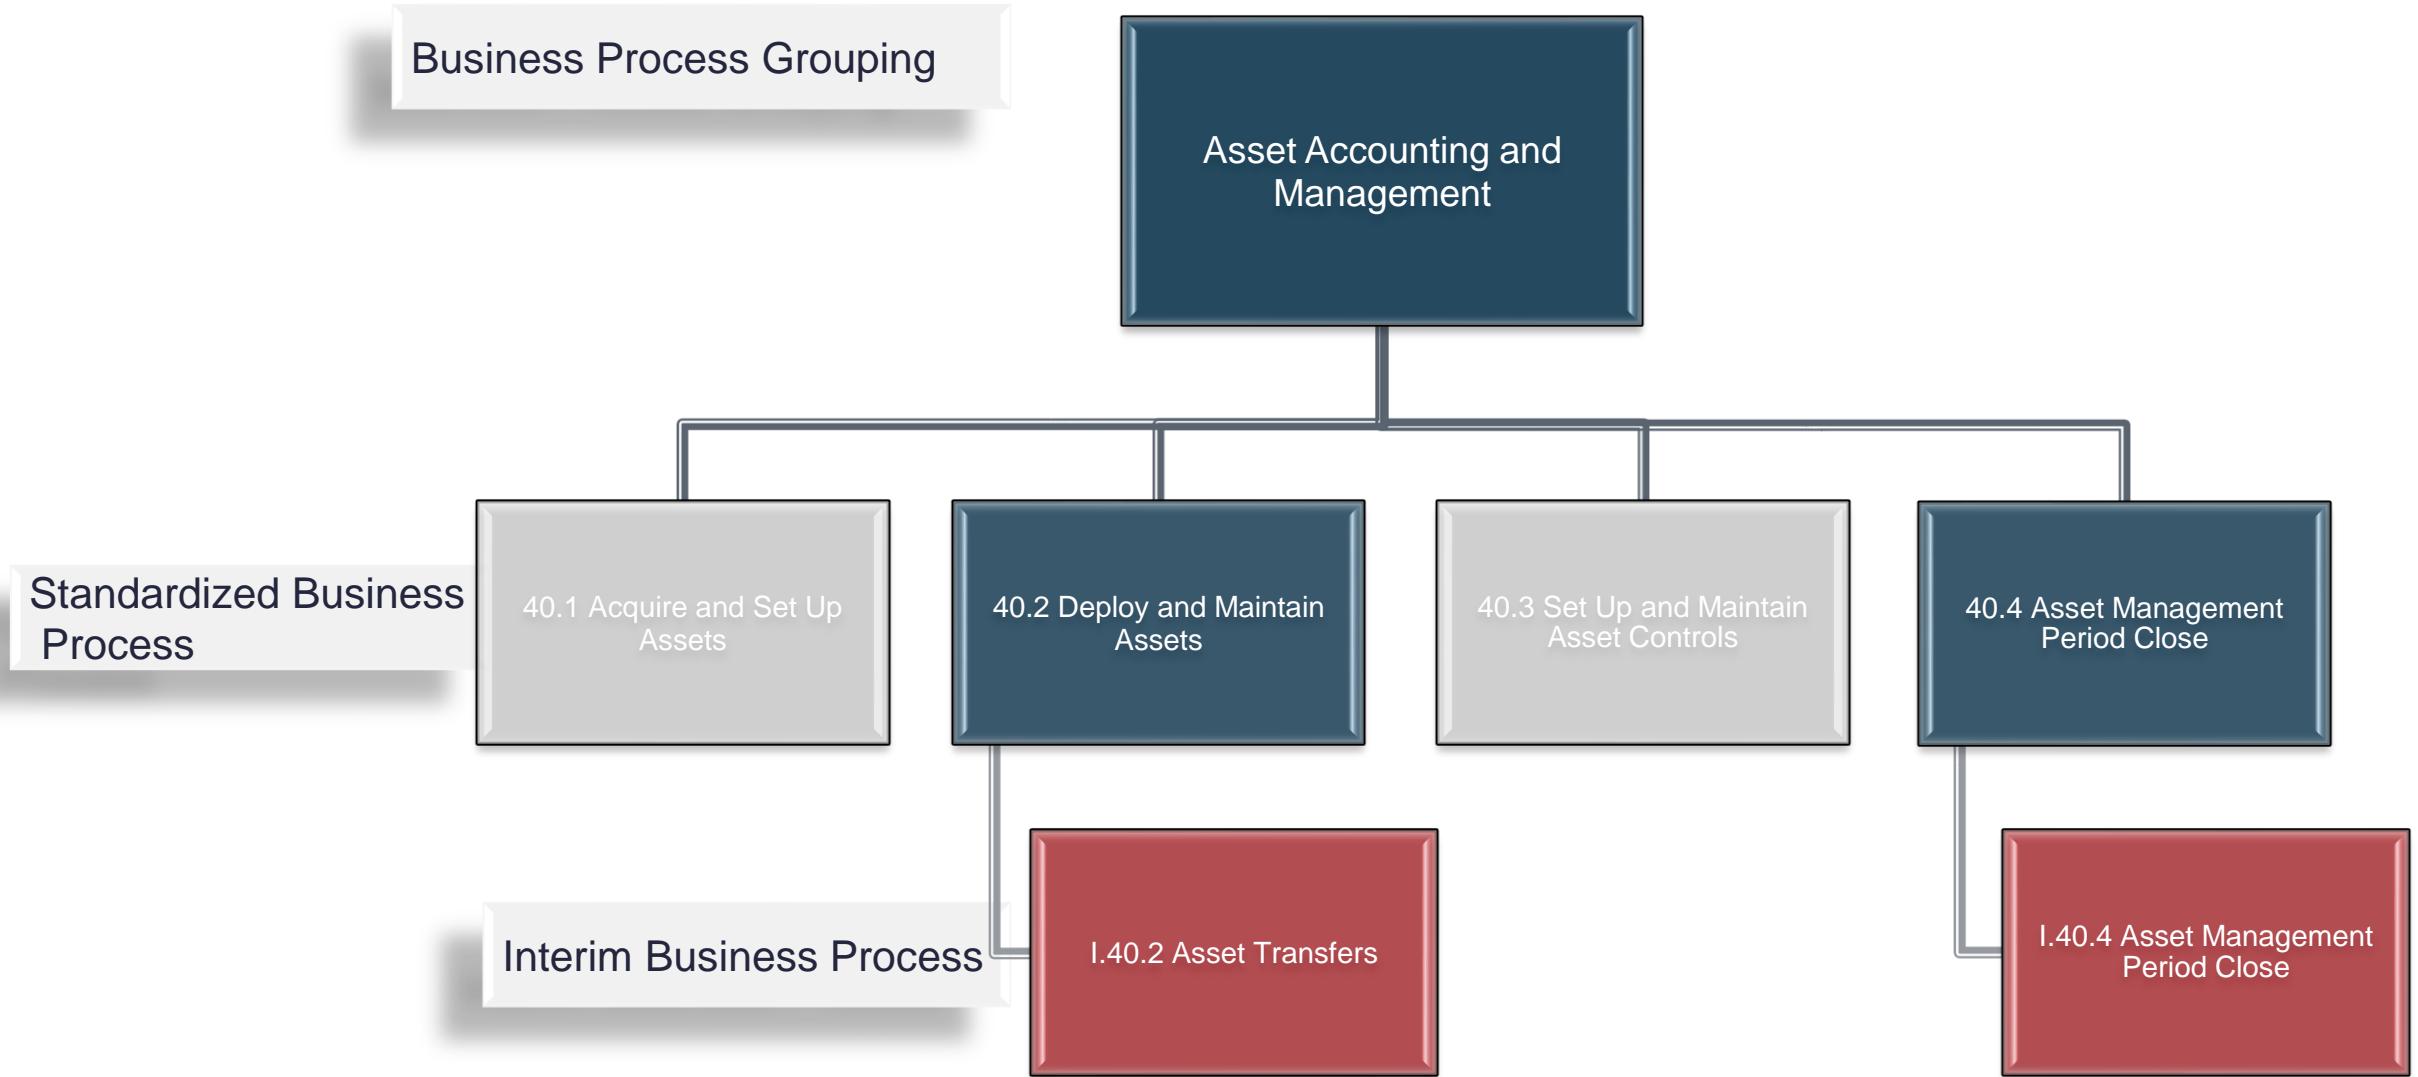 Business Process Grouping
Asset Accounting and
Management
Standardized Business
Process
40.1 Acquire and Set Up
Assets
40.2 Deploy and Maintain
Assets
40.3 Set Up and Maintain
Asset Controls
40.4 Asset Management
Period Close
Interim Business Process
I.40.2 Asset Transfers
I.40.4 Asset Management
Period Close